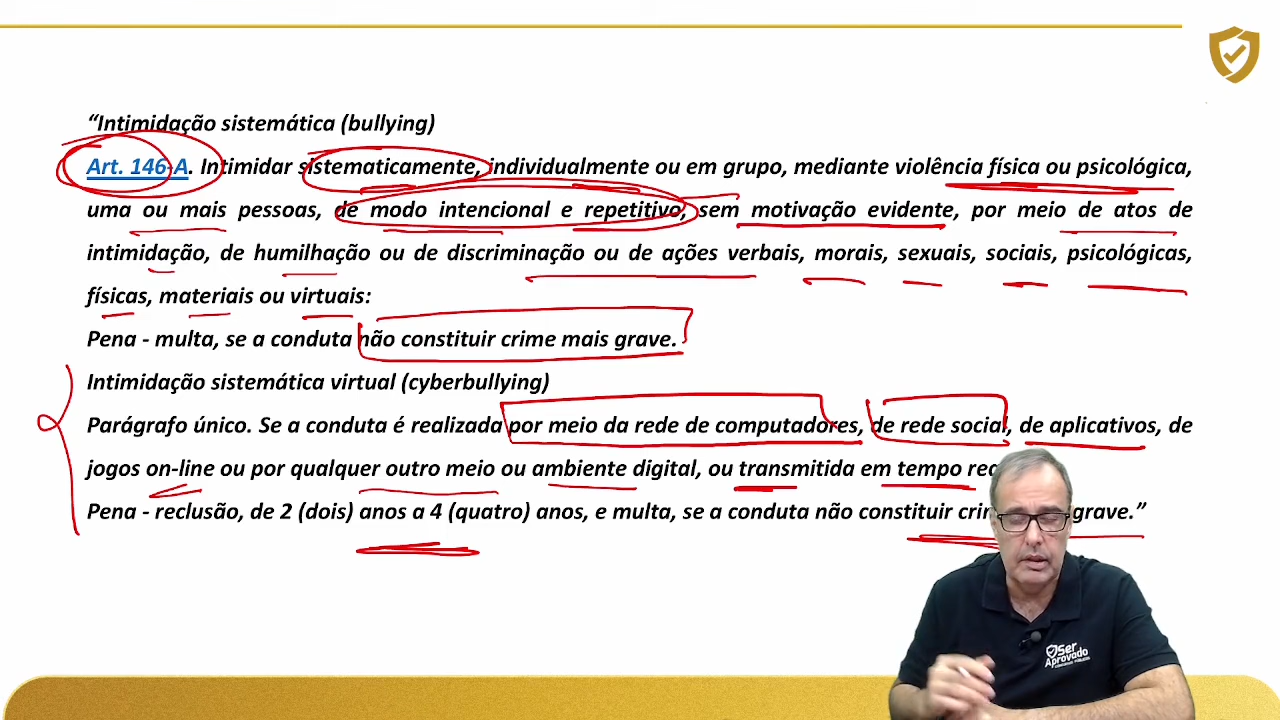 “Intimidação sistemática (bullying)
Art. 146-A. Intimidar sistematicamente, individualmente ou em grupo, mediante violência física ou psicológica,
uma ou mais pessoas, de modo intencional e repetitivo, sem motivação evidente, por meio de atos de
intimidação, de humilhação ou de discriminação ou de ações verbais, morais, sexuais, sociais, psicológicas,
físicas, materiais ou virtuais:
Pena - multa, se a conduta não constituir crime mais grave.
Intimidação sistemática virtual (cyberbullying)
Parágrafo único. Se a conduta é realizada por meio da rede de computadores, de rede social, de aplicativos, de
jogos on-line ou por qualquer outro meio ou ambiente digital, ou transmitida em tempo
Pena - reclusão, de 2 (dois) anos a 4 (quatro) anos, e multa, se a conduta não constituir grave.”
Ser
Aprovado